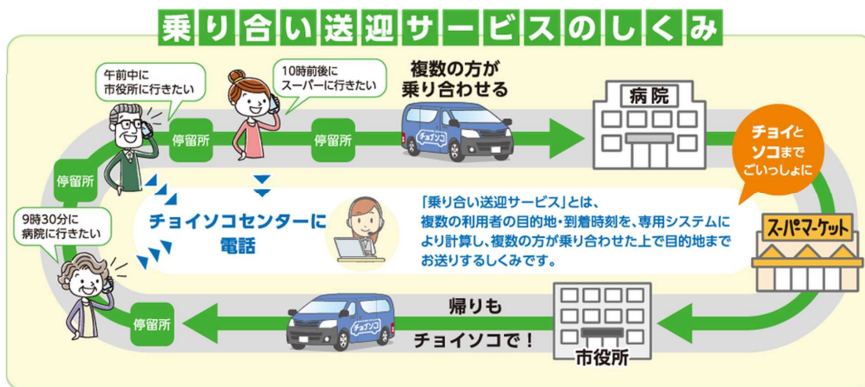 乗り合い送迎サービスのしくみ
午前中に
市役所に行きたい
10時前後に
スーパーに行きたい
複数の方が
乗り合わせる
病院
チョイと
ソコまで
ごいっしょに
停留所
停留所
停留所
チョイソコ
9時30分に
病院に行きたい
チョイソコセンターに
電話
「乗り合い送迎サービス」とは、
複数の利用者の目的地・到着時刻を、専用システムに
より計算し、複数の方が乗り合わせた上で目的地まで
お送りするしくみです。
スーパーマーケット
停留所
チョイソコ
帰りも
チョイソコで！
市役所